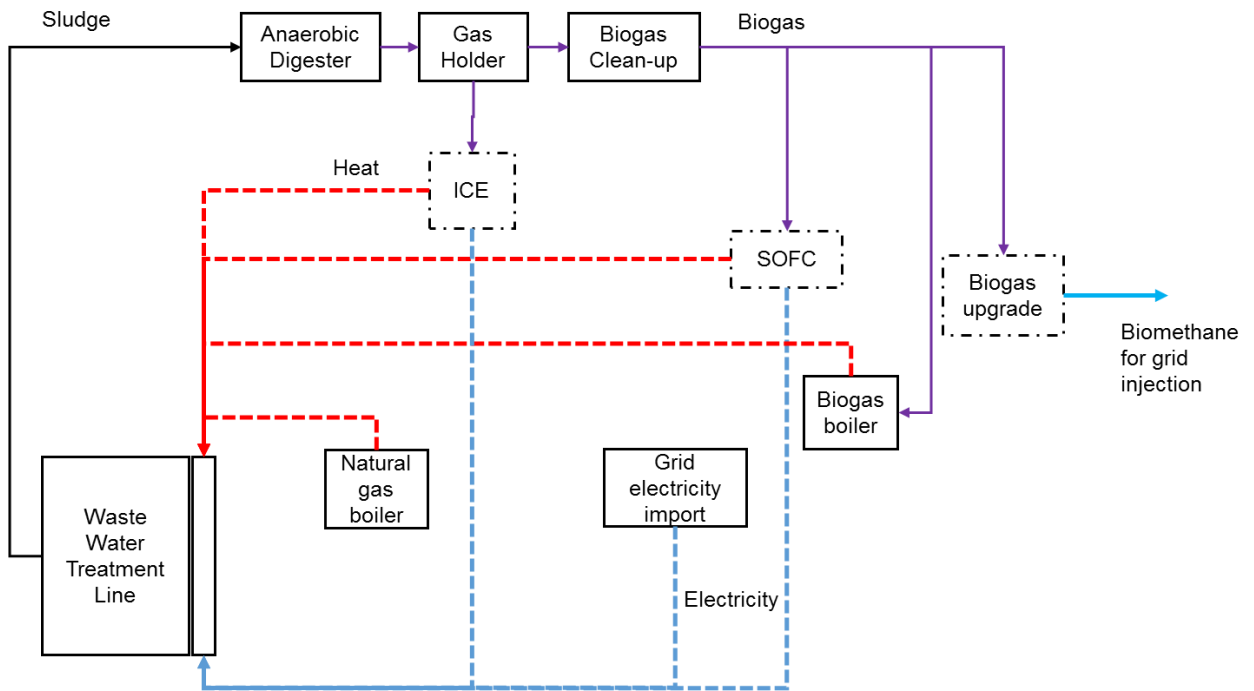 Sludge
Anaerobic
Digester
Gas
Holder
Biogas
Clean-up
Biogas
Heat
ICE
SOFC
Biogas
upgrade
Biomethane
for grid
injection
Biogas
boiler
Natural
gas
boiler
Grid
electricity
import
Waste
Water
Treatment
Line
Electricity